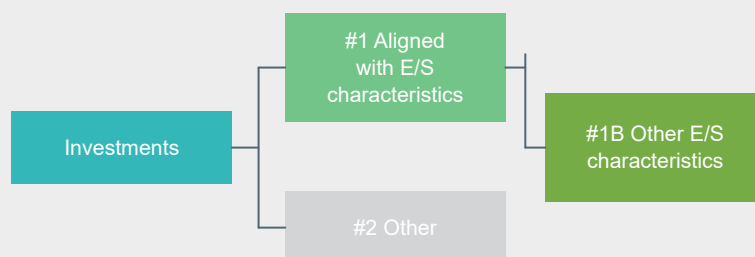 #1 Aligned
with E/S
characteristics
Investments
#1B Other E/S
characteristics
#2 Other